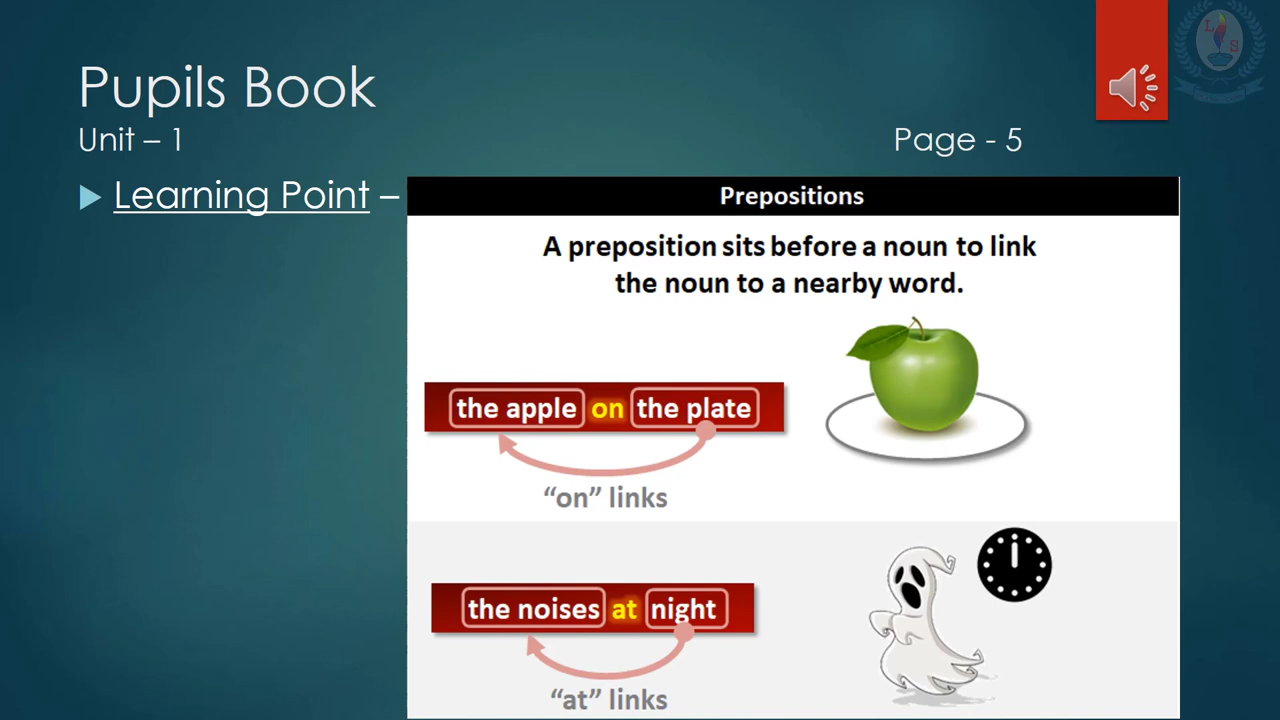 Pupils Book
Unit – 1
Page - 5
Learning Point –
Prepositions
A preposition sits before a noun to link
the noun to a nearby word.
the apple on the plate
“on” links
the noises at night
“at” links
L
S